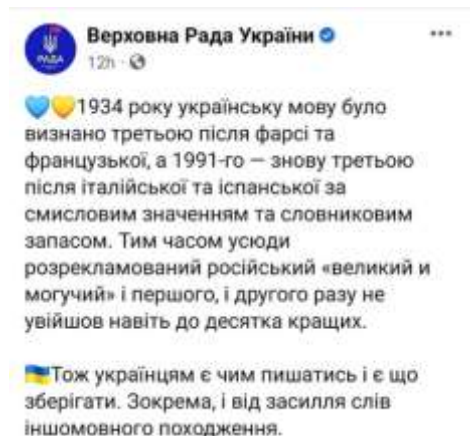 Верховна Рада України
РАДА
12h ·
💙💛1934 року українську мову було
визнано третьою після фарсі та
французької, а 1991-го — знову третьою
після італійської та іспанської за
смисловим значенням та словниковим
запасом. Тим часом усюди
розрекламований російський «великий и
могучий» і першого, і другого разу не
увійшов навіть до десятка кращих.
🇺🇦Тож українцям є чим пишатись і є що
зберігати. Зокрема, і від засилля слів
іншомовного походження.